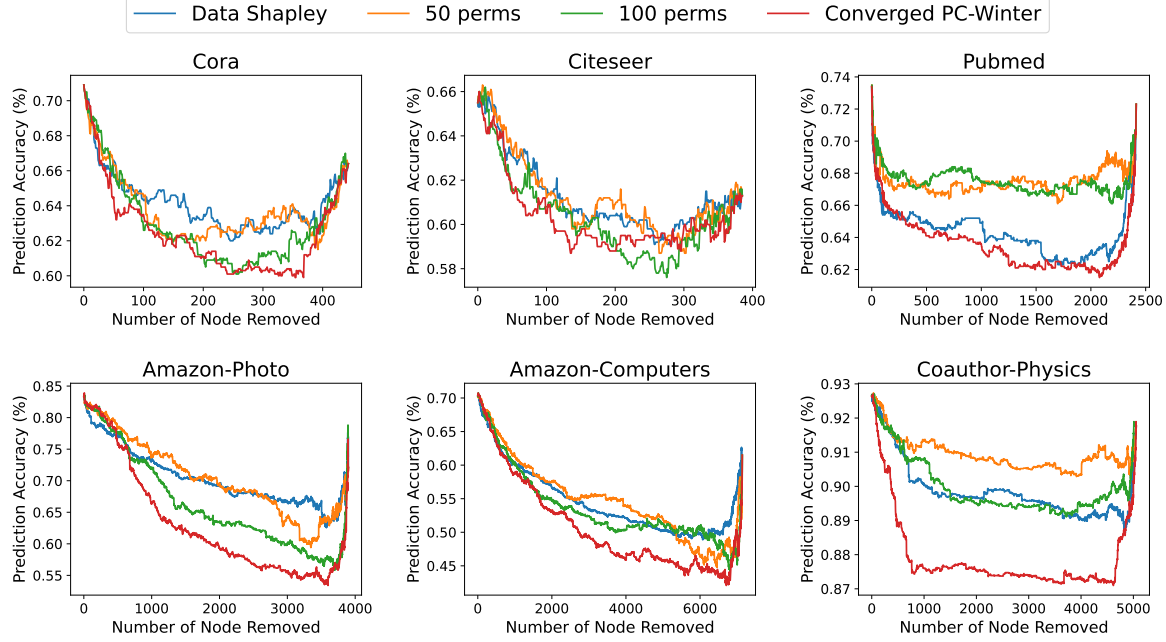 Data Shapley 50 perms 100 perms Converged PC-Winter
Cora
Prediction Accuracy (%)
0.70
0.68
0.66
0.64
0.62
0.60
0 100 200 300 400
Number of Node Removed
Citeseer
Prediction Accuracy (%)
0.66
0.64
0.62
0.60
0.58
0 100 200 300 400
Number of Node Removed
Pubmed
Prediction Accuracy (%)
0.74
0.72
0.70
0.68
0.66
0.64
0.62
0 500 1000 1500 2000 2500
Number of Node Removed
Amazon-Photo
Prediction Accuracy (%)
0.85
0.80
0.75
0.70
0.65
0.60
0.55
0 1000 2000 3000 4000
Number of Node Removed
Amazon-Computers
Prediction Accuracy (%)
0.70
0.65
0.60
0.55
0.50
0.45
0 2000 4000 6000
Number of Node Removed
Coauthor-Physics
Prediction Accuracy (%)
0.93
0.92
0.91
0.90
0.89
0.88
0.87
0 1000 2000 3000 4000 5000
Number of Node Removed